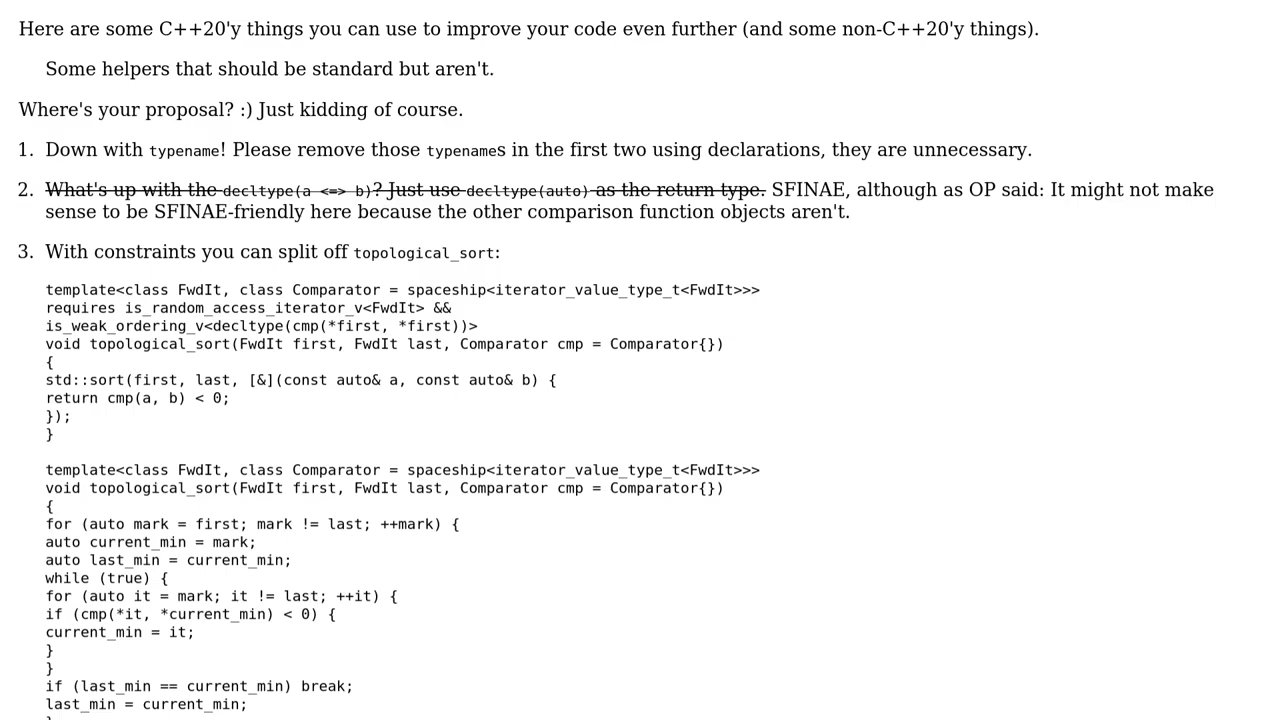 Here are some C++20'y things you can use to improve your code even further (and some non-C++20'y things).
Some helpers that should be standard but aren't.
Where's your proposal? :) Just kidding of course.
1. Down with typename! Please remove those typenames in the first two using declarations, they are unnecessary.
2. What's up with the decltype(a <=> b)? Just use decltype(auto) as the return type. SFINAE, although as OP said: It might not make
sense to be SFINAE-friendly here because the other comparison function objects aren't.
3. With constraints you can split off topological_sort:
template<class FwdIt, class Comparator = spaceship<iterator_value_type_t<FwdIt>>>
requires is_random_access_iterator_v<FwdIt> &&
is_weak_ordering_v<decltype(cmp(*first, *first))>
void topological_sort(FwdIt first, FwdIt last, Comparator cmp = Comparator{})
{
std::sort(first, last, [&](const auto& a, const auto& b) {
return cmp(a, b) < 0;
});
}
template<class FwdIt, class Comparator = spaceship<iterator_value_type_t<FwdIt>>>
void topological_sort(FwdIt first, FwdIt last, Comparator cmp = Comparator{})
{
for (auto mark = first; mark != last; ++mark) {
auto current_min = mark;
auto last_min = current_min;
while (true) {
for (auto it = mark; it != last; ++it) {
if (cmp(*it, *current_min) < 0) {
current_min = it;
}
}
if (last_min == current_min) break;
last_min = current_min;